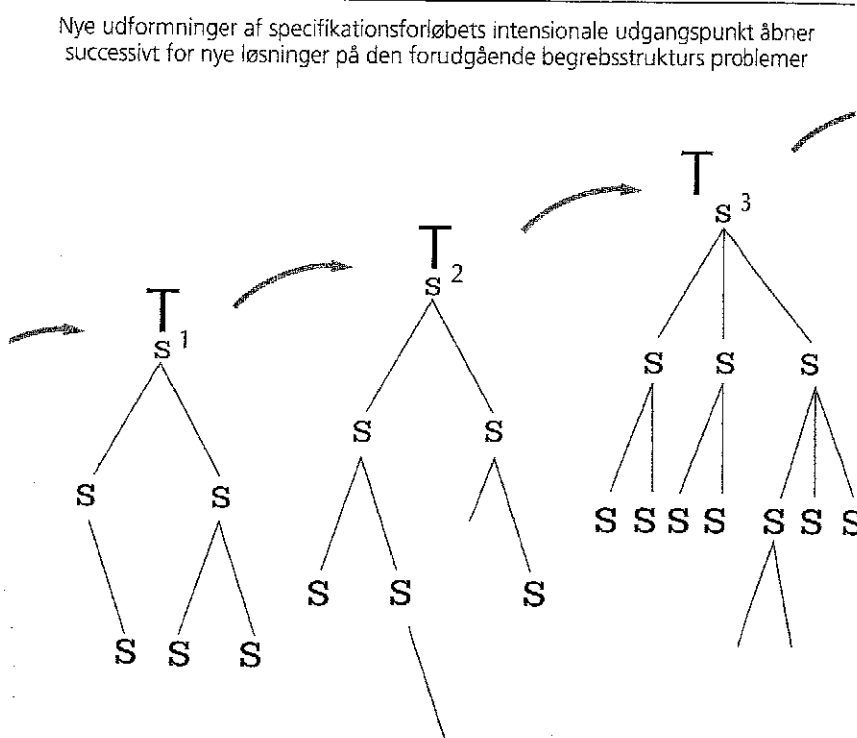 Nye udformninger af specifikationsforløbets intensionale udgangspunkt åbner
successivt for nye løsninger på den forudgående begrebsstrukturs problemer
T
s 3
T
s 2
T
s 1
S S S
S S
S S
S S S S S S S
S S S
S S S